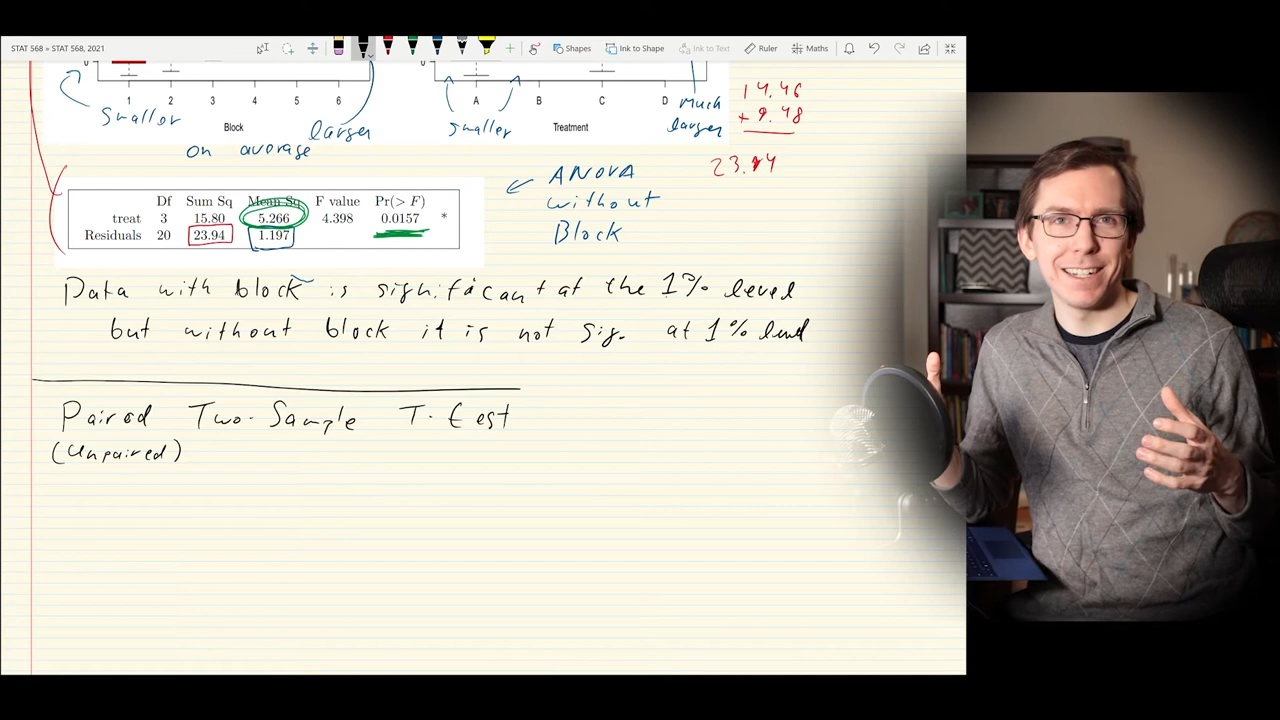 STAT 568 » STAT 568, 2021
Shapes
Ink to Shape
Ink to Text
Ruler
Maths
0
0
1 2 3 4 5 6
A B C D
Block
Treatment
smaller
larger
on average
smaller
much
larger
14.46
+ 9.48
23.94
Df Sum Sq Mean Sq F value Pr(> F)
treat 3 15.80 5.266 4.398 0.0157 *
Residuals 20 23.94 1.197
ANOVA
without
Block
Data with block is significant at the 1% level
but without block it is not sig. at 1% level
Paired Two-Sample T-test
(unpaired)